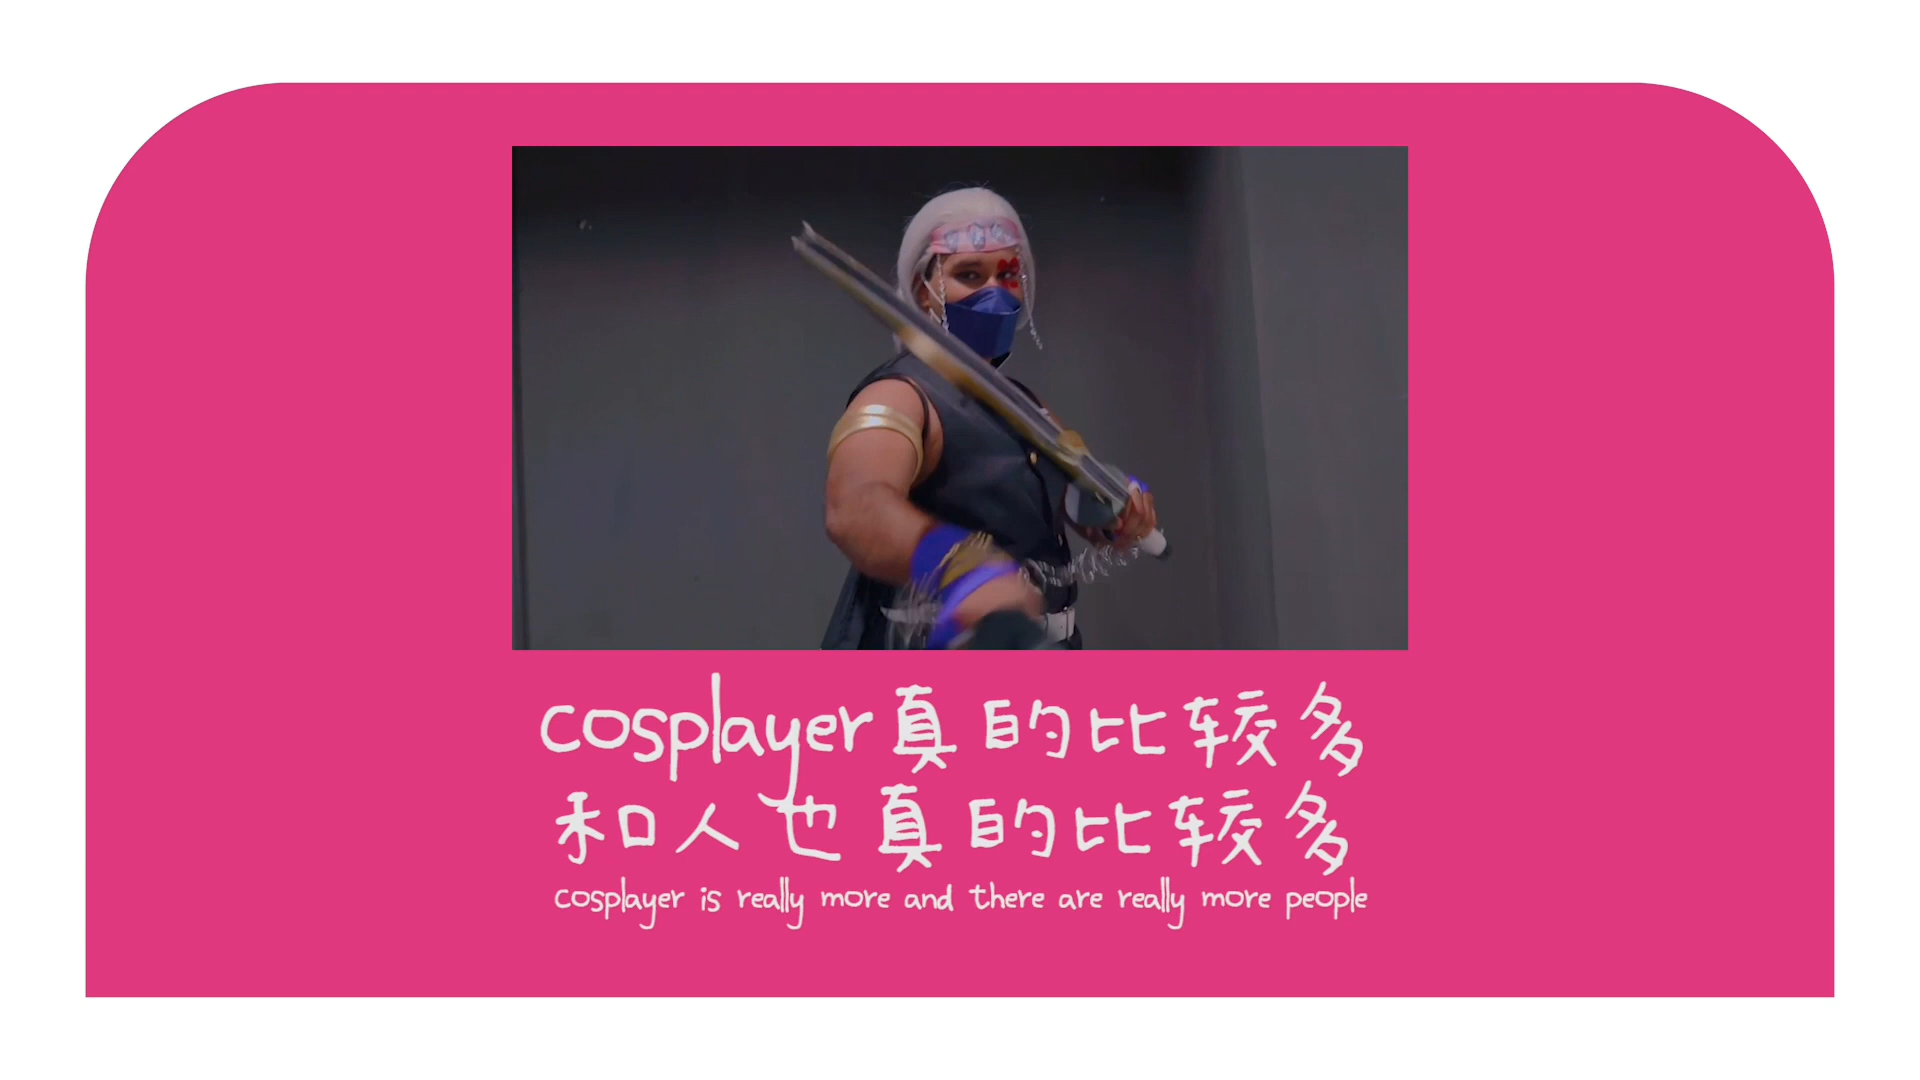 cosplayer真的比较多
和人也真的比较多
cosplayer is really more and there are really more people